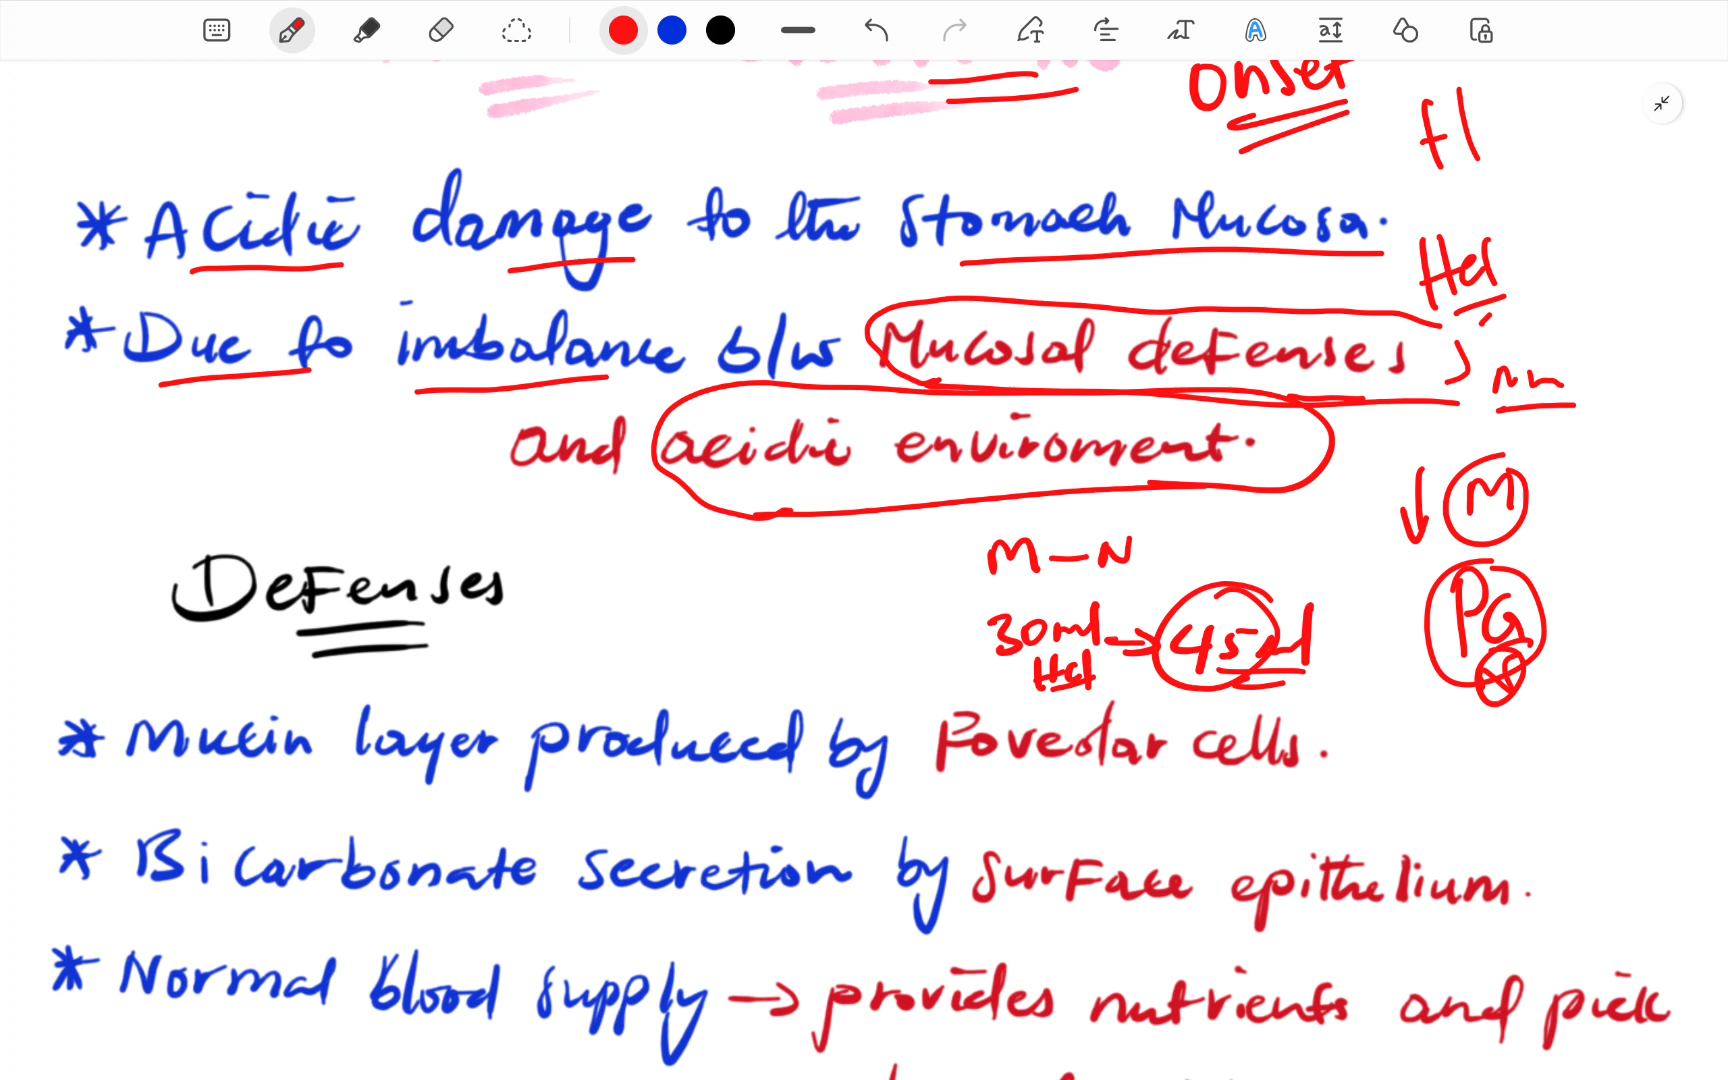 onset
Hcl
* Acidic damage to the stomach Mucosa.
* Due to imbalance b/w Mucosal defenses
and acidic enviroment.
M
M - N
30ml → 45ml
Hcl
PG
Defenses
* Mucin layer produced by Foveolar cells.
* Bicarbonate secretion by surface epithelium.
* Normal blood supply → provides nutrients and pick